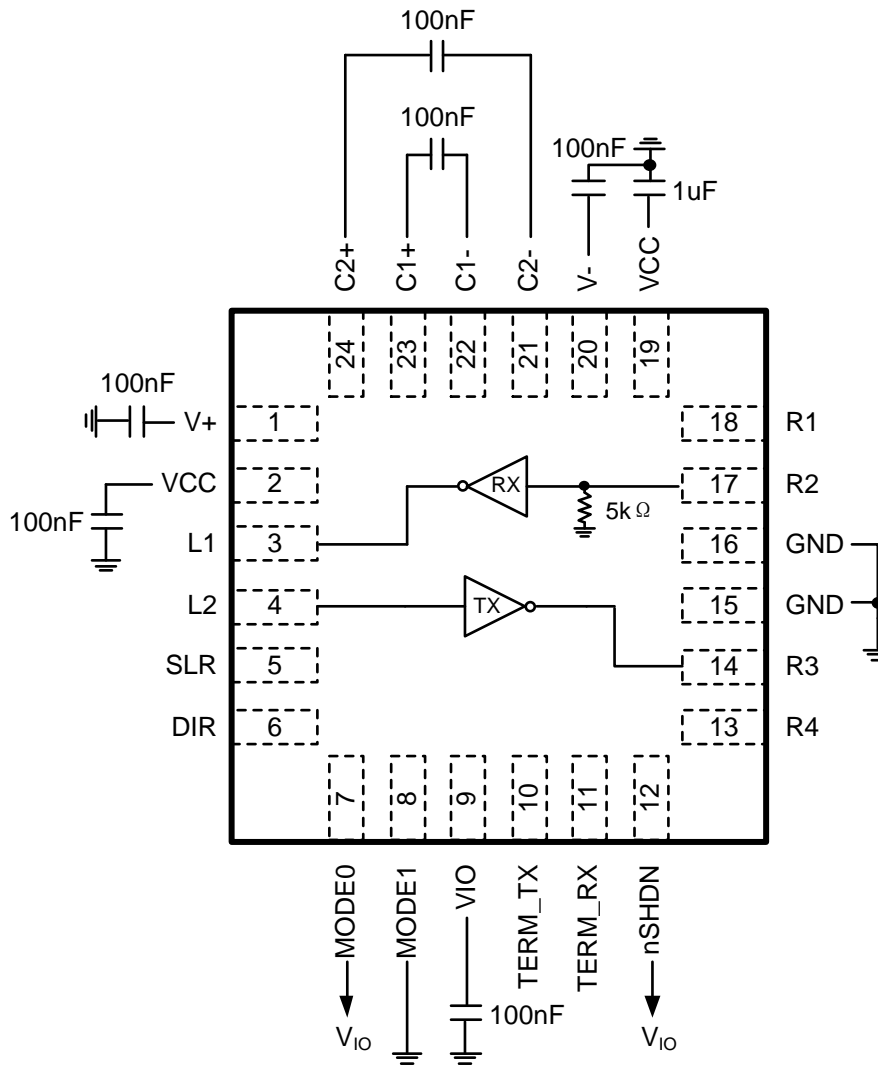 100nF
100nF
100nF
1uF
C2+
C1+
C1-
C2-
V-
VCC
24
23
22
21
20
19
100nF
V+
1
18
R1
VCC
2
RX
17
R2
100nF
5kΩ
L1
3
16
GND
L2
4
TX
15
GND
SLR
5
14
R3
DIR
6
13
R4
7
8
9
10
11
12
MODE0
MODE1
VIO
TERM_TX
TERM_RX
nSHDN
100nF
VIO
VIO